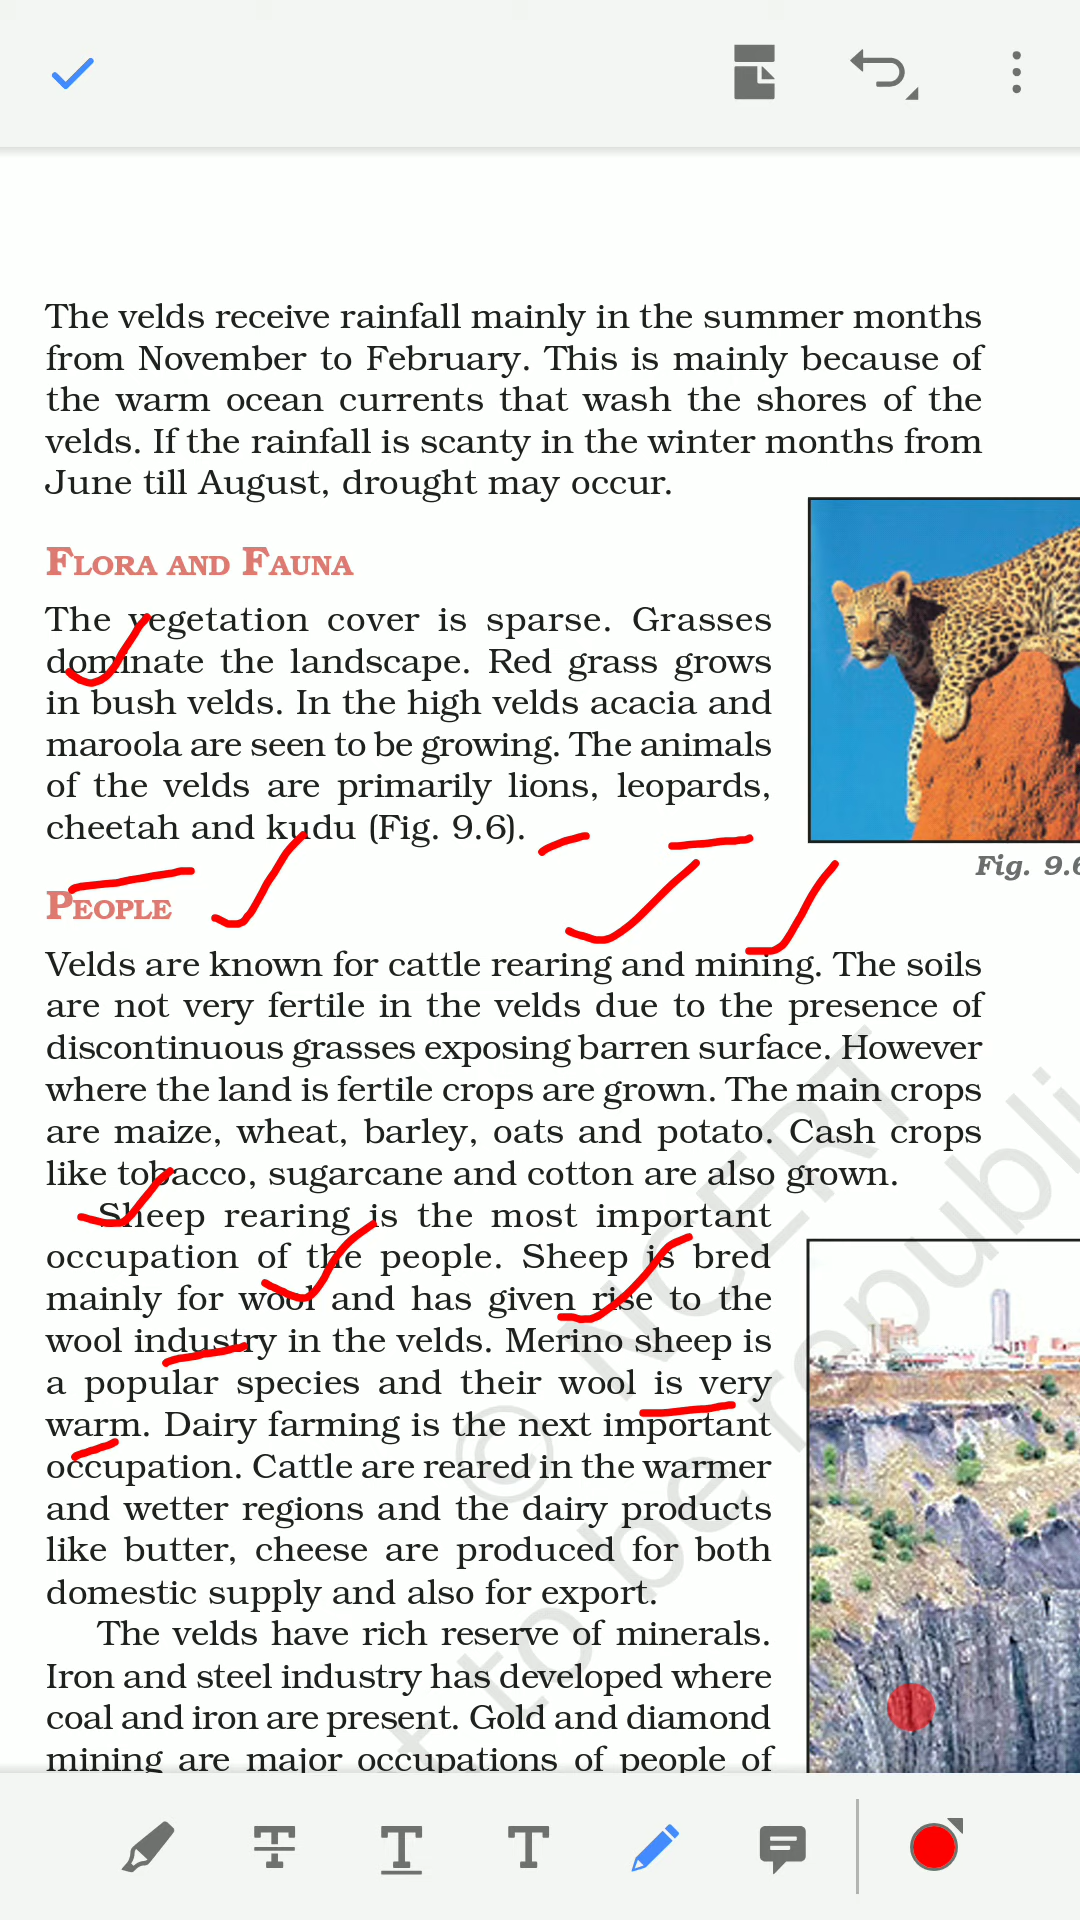 The velds receive rainfall mainly in the summer months
from November to February. This is mainly because of
the warm ocean currents that wash the shores of the
velds. If the rainfall is scanty in the winter months from
June till August, drought may occur.
FLORA AND FAUNA
The vegetation cover is sparse. Grasses
dominate the landscape. Red grass grows
in bush velds. In the high velds acacia and
maroola are seen to be growing. The animals
of the velds are primarily lions, leopards,
cheetah and kudu (Fig. 9.6).
Fig. 9.6
PEOPLE
Velds are known for cattle rearing and mining. The soils
are not very fertile in the velds due to the presence of
discontinuous grasses exposing barren surface. However
where the land is fertile crops are grown. The main crops
are maize, wheat, barley, oats and potato. Cash crops
like tobacco, sugarcane and cotton are also grown.
Sheep rearing is the most important
occupation of the people. Sheep is bred
mainly for wool and has given rise to the
wool industry in the velds. Merino sheep is
a popular species and their wool is very
warm. Dairy farming is the next important
occupation. Cattle are reared in the warmer
and wetter regions and the dairy products
like butter, cheese are produced for both
domestic supply and also for export.
The velds have rich reserve of minerals.
Iron and steel industry has developed where
coal and iron are present. Gold and diamond
mining are major occupations of people of
© NCERT
to be republi